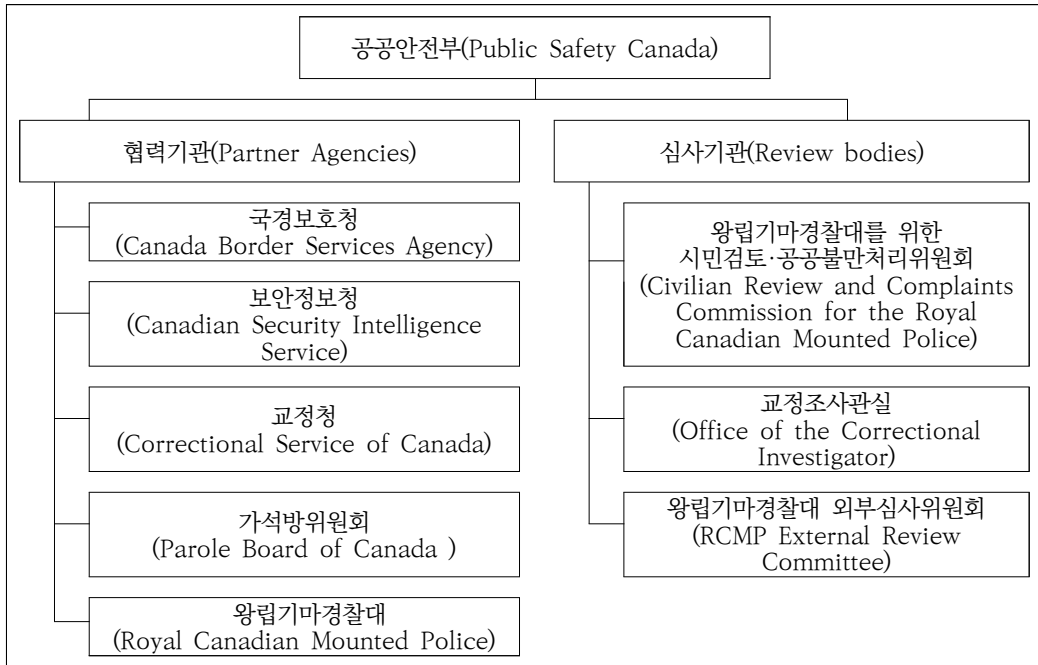 공공안전부(Public Safety Canada)
협력기관(Partner Agencies)
국경보호청
(Canada Border Services Agency)
보안정보청
(Canadian Security Intelligence
Service)
교정청
(Correctional Service of Canada)
가석방위원회
(Parole Board of Canada )
왕립기마경찰대
(Royal Canadian Mounted Police)
심사기관(Review bodies)
왕립기마경찰대를 위한
시민검토·공공불만처리위원회
(Civilian Review and Complaints
Commission for the Royal
Canadian Mounted Police)
교정조사관실
(Office of the Correctional
Investigator)
왕립기마경찰대 외부심사위원회
(RCMP External Review
Committee)